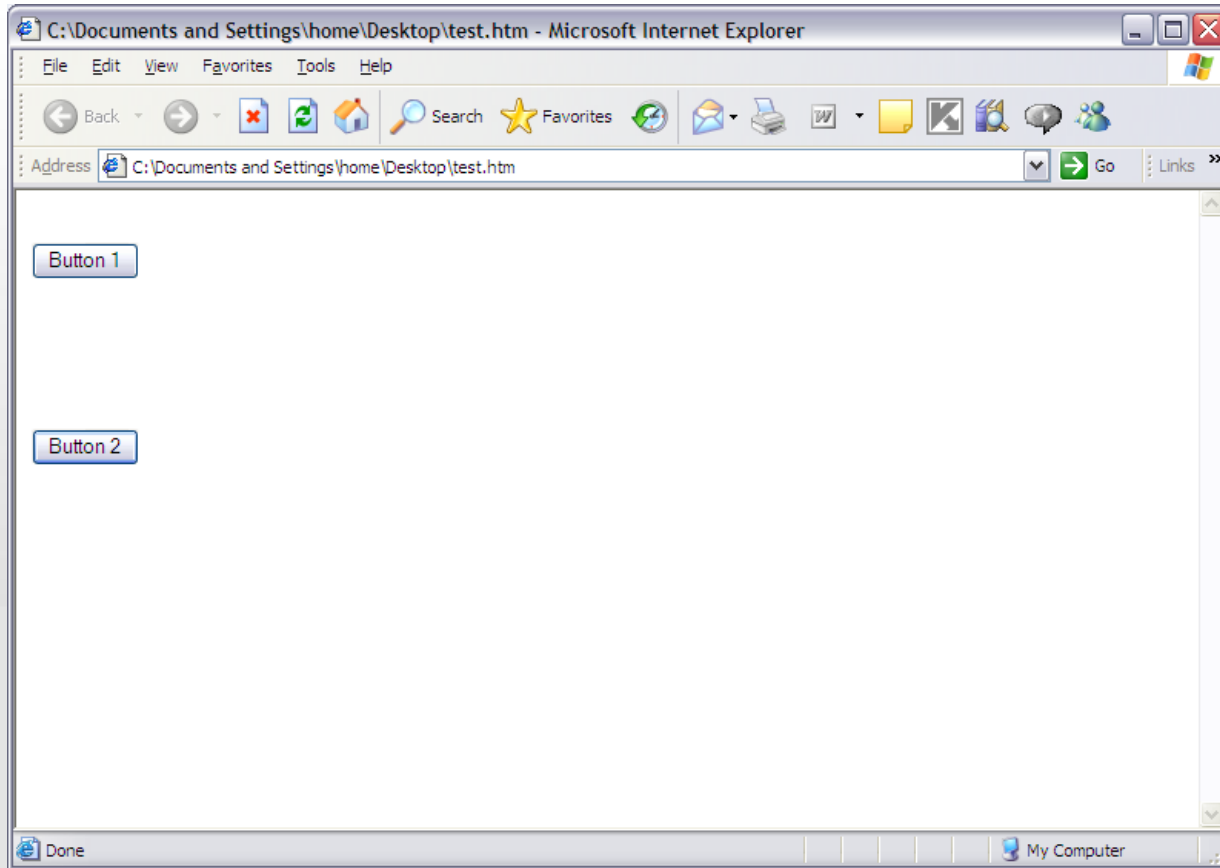 C:\Documents and Settings\home\Desktop\test.htm - Microsoft Internet Explorer
File Edit View Favorites Tools Help
Back Search Favorites W K
Address C:\Documents and Settings\home\Desktop\test.htm Go Links »
Button 1
Button 2
Done My Computer